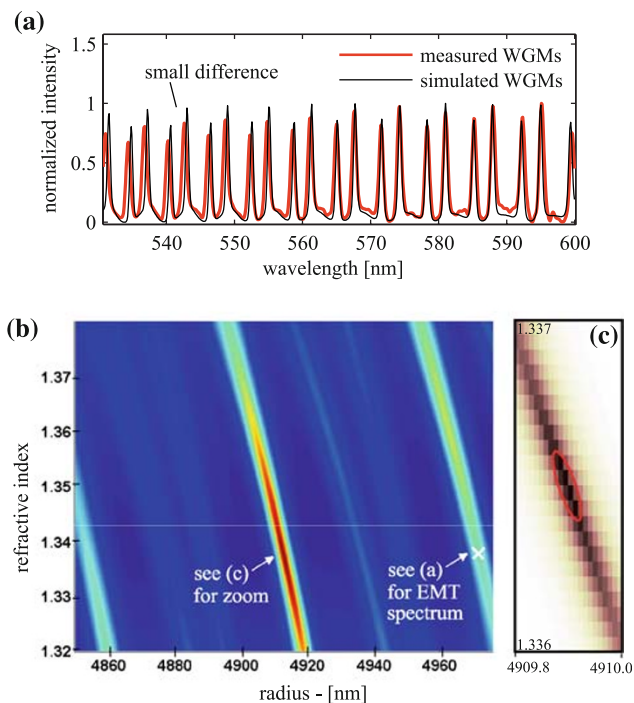 (a)
1.5
1
0.5
0
normalized intensity
small difference
measured WGMs
simulated WGMs
540 550 560 570 580 590 600
wavelength [nm]
(b)
1.37
1.36
1.35
1.34
1.33
1.32
refractive index
see (c)
for zoom
see (a)
for EMT
spectrum
4860 4880 4900 4920 4940 4960
radius - [nm]
(c)
1.337
1.336
4909.8 4910.0